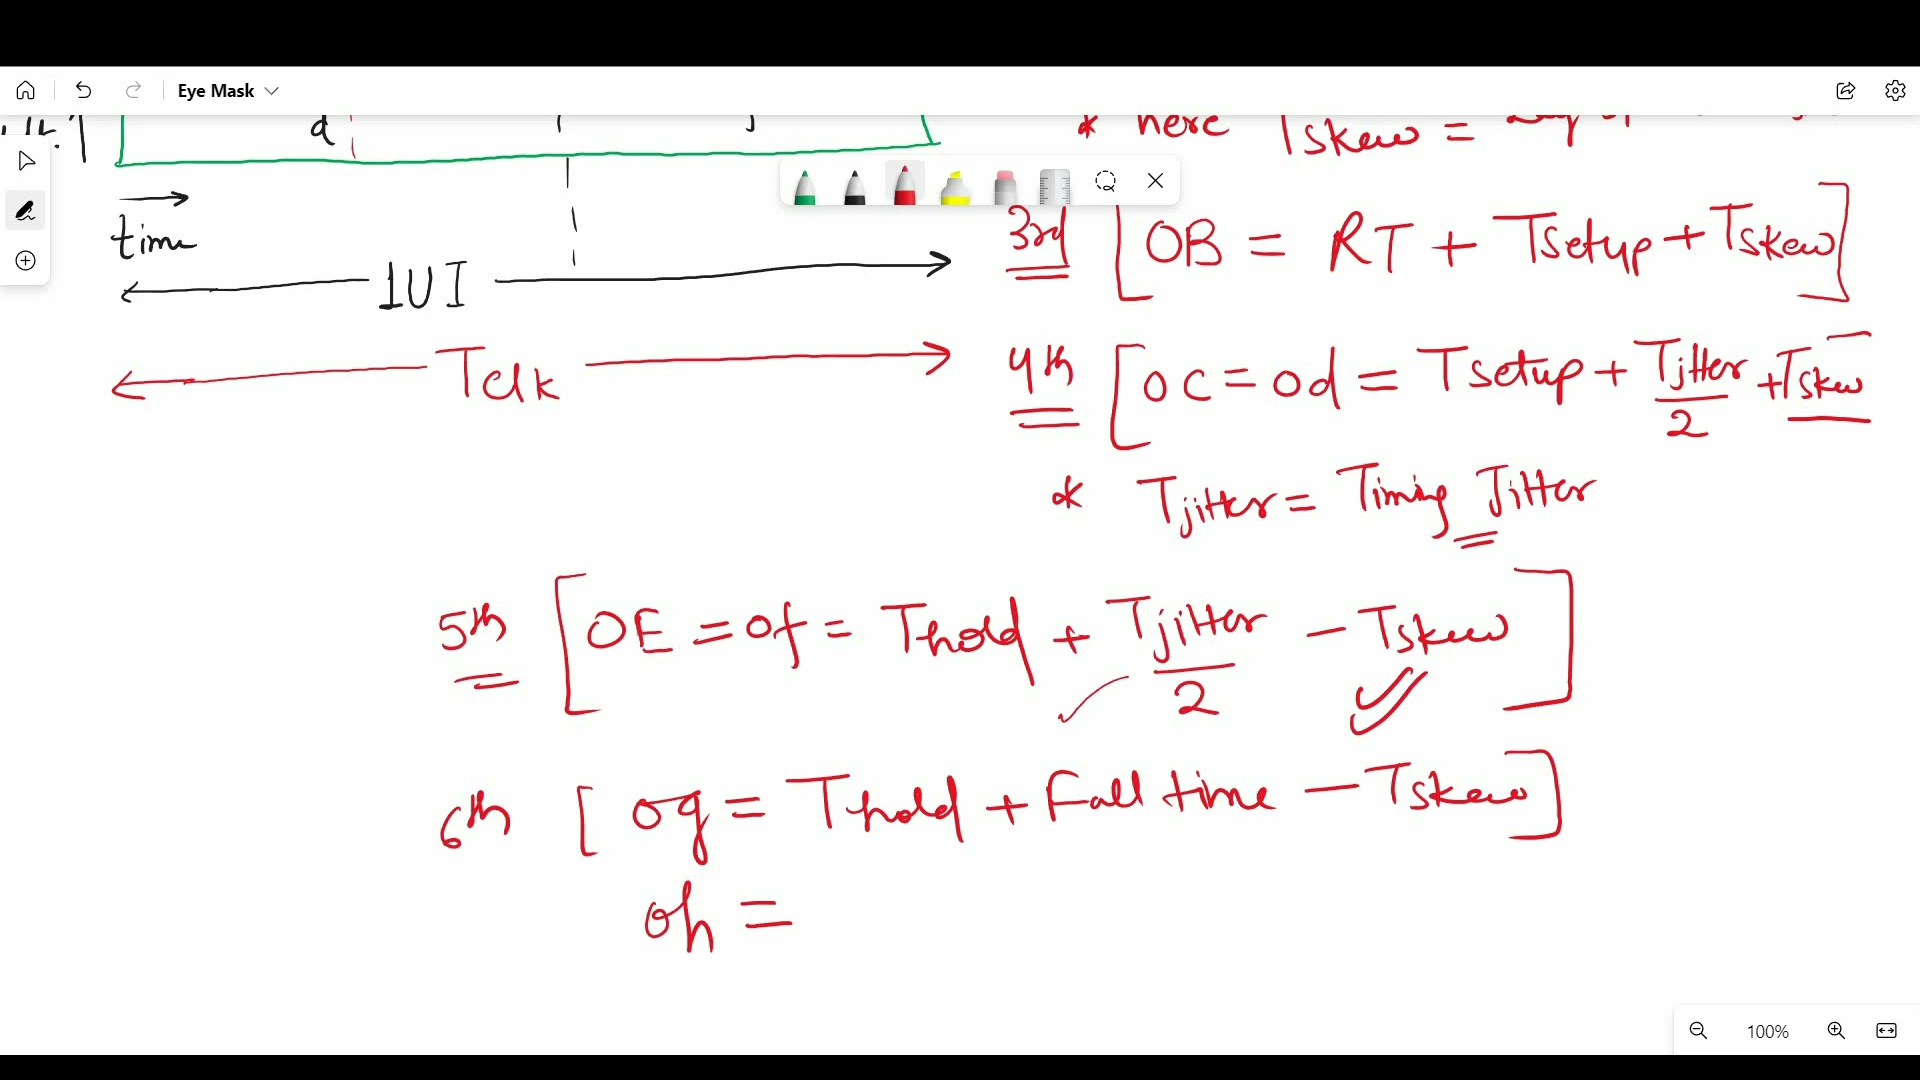 Eye Mask
d
* here Tskew =
time
1UI
3rd [OB = RT + Tsetup + Tskew]
Tclk
4th [OC = od = Tsetup + Tjitter/2 + Tskew
* Tjitter = Timing Jitter
5th [OE = of = Thold + Tjitter/2 - Tskew]
6th [og = Thold + Fall time - Tskew]
oh =
100%